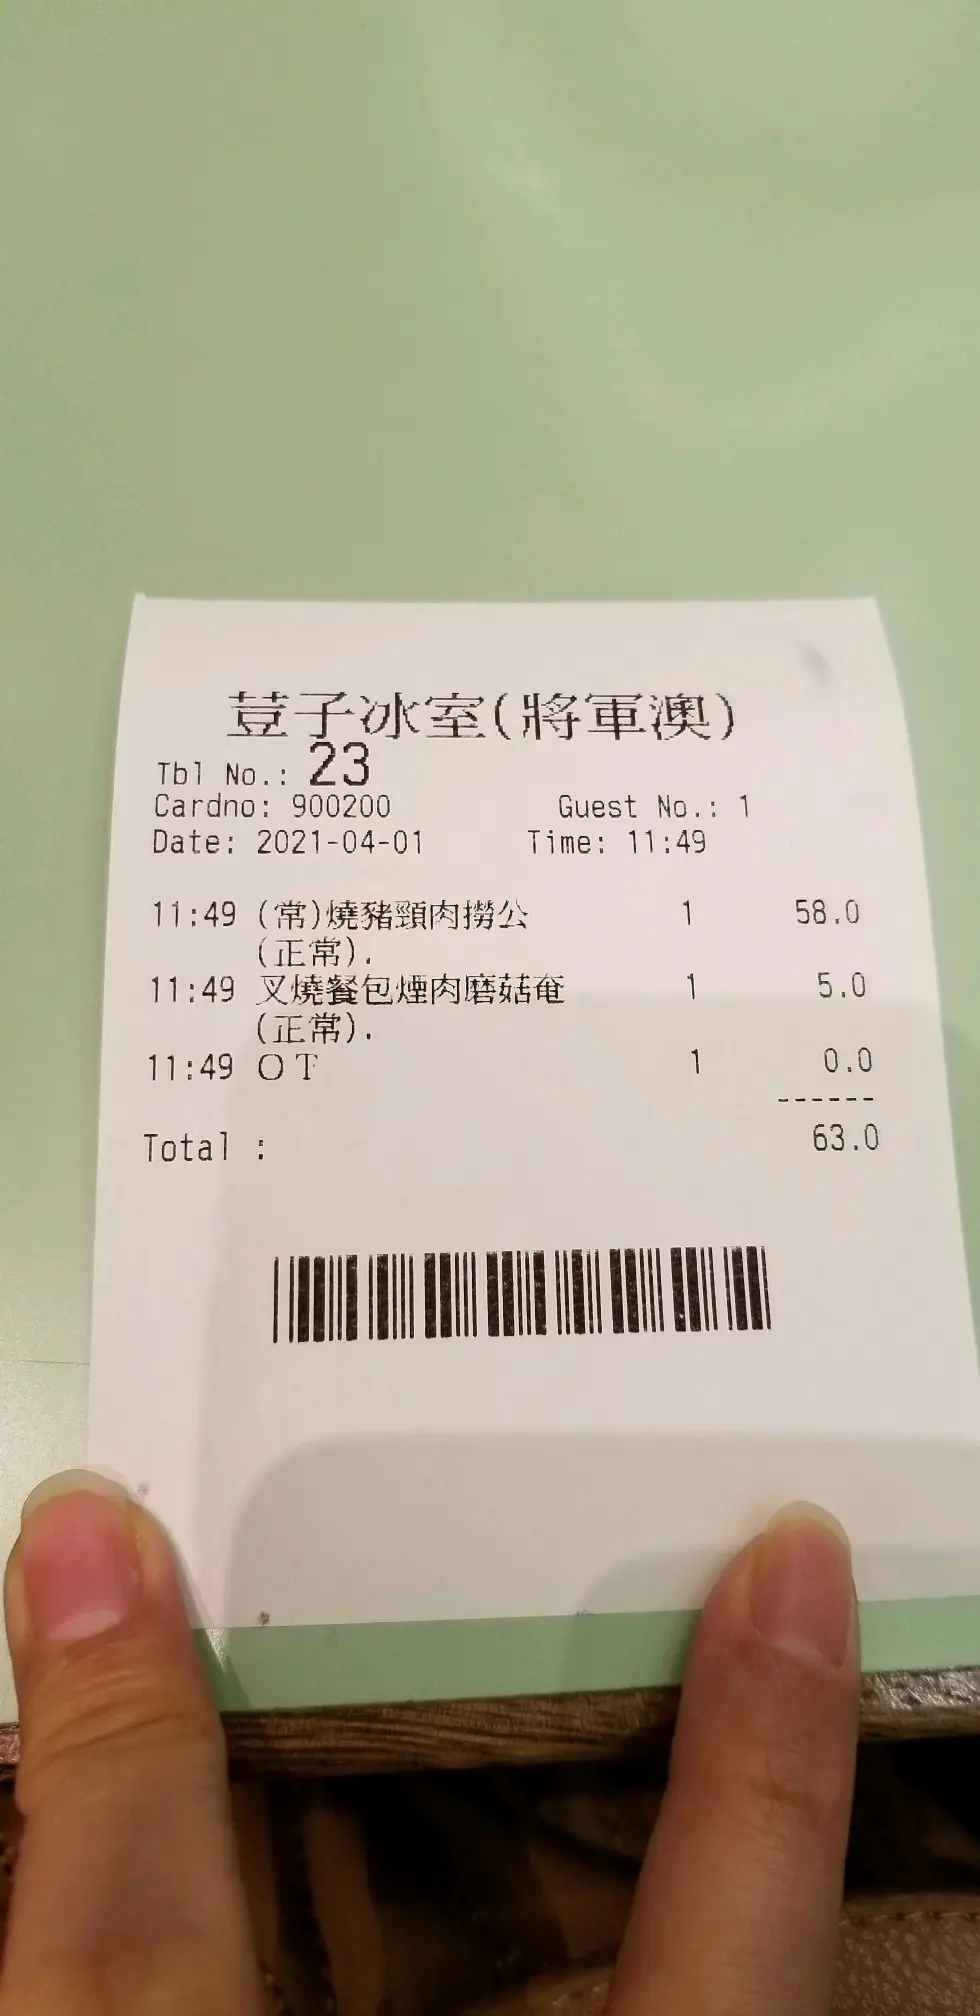 荳子冰室(將軍澳)
Tbl No.: 23
Cardno: 900200 Guest No.: 1
Date: 2021-04-01 Time: 11:49
11:49 (常)燒豬頸肉撈公 1 58.0
(正常).
11:49 叉燒餐包煙肉磨菇奄 1 5.0
(正常).
11:49 OT 1 0.0
------
Total : 63.0